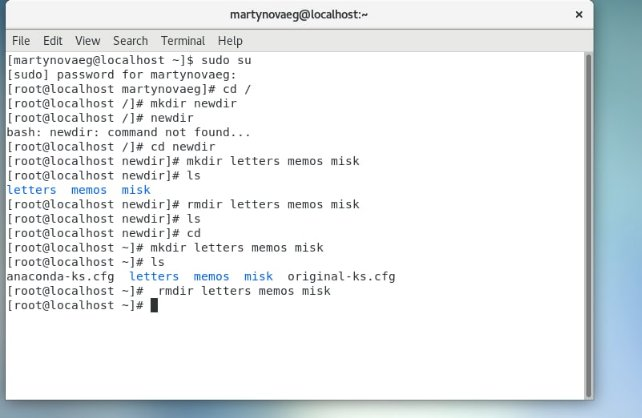 martynovaeg@localhost:~ ×
File Edit View Search Terminal Help
[martynovaeg@localhost ~]$ sudo su
[sudo] password for martynovaeg:
[root@localhost martynovaeg]# cd /
[root@localhost /]# mkdir newdir
[root@localhost /]# newdir
bash: newdir: command not found...
[root@localhost /]# cd newdir
[root@localhost newdir]# mkdir letters memos misk
[root@localhost newdir]# ls
letters  memos  misk
[root@localhost newdir]# rmdir letters memos misk
[root@localhost newdir]# ls
[root@localhost newdir]# cd
[root@localhost ~]# mkdir letters memos misk
[root@localhost ~]# ls
anaconda-ks.cfg  letters  memos  misk  original-ks.cfg
[root@localhost ~]#  rmdir letters memos misk
[root@localhost ~]#